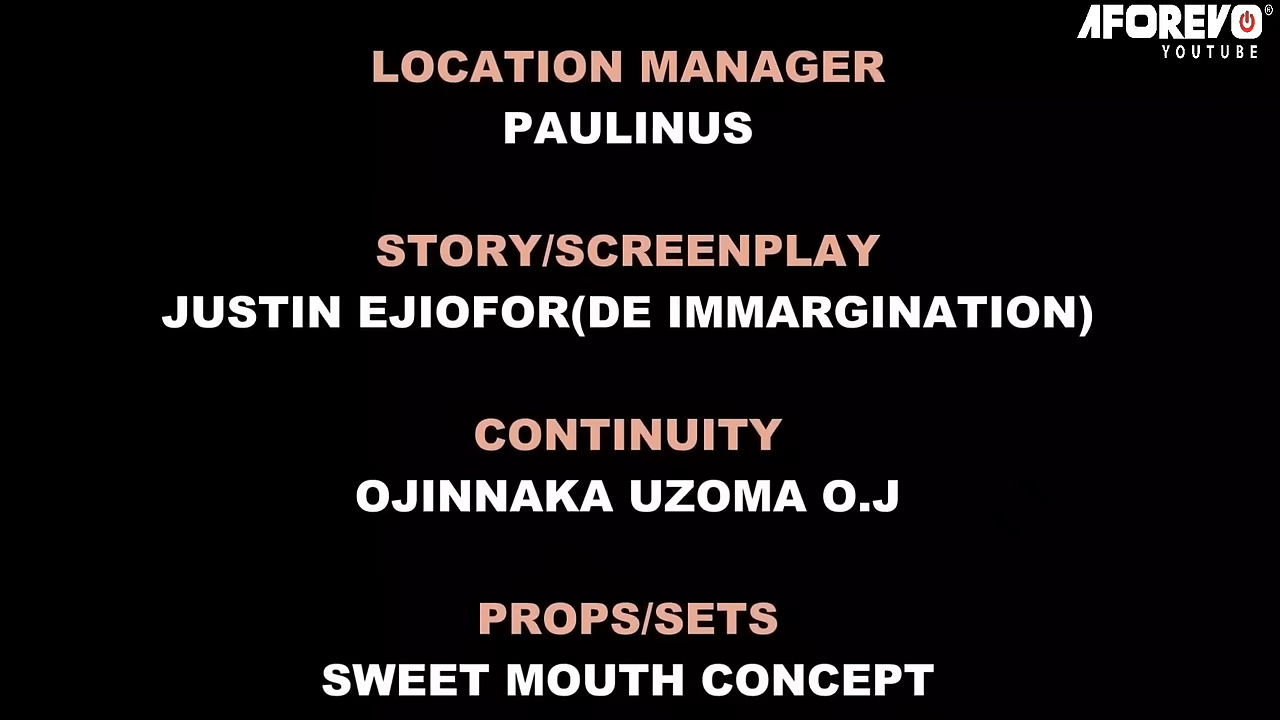 AFOREVO®
YOUTUBE
LOCATION MANAGER
PAULINUS
STORY/SCREENPLAY
JUSTIN EJIOFOR(DE IMMARGINATION)
CONTINUITY
OJINNAKA UZOMA O.J
PROPS/SETS
SWEET MOUTH CONCEPT